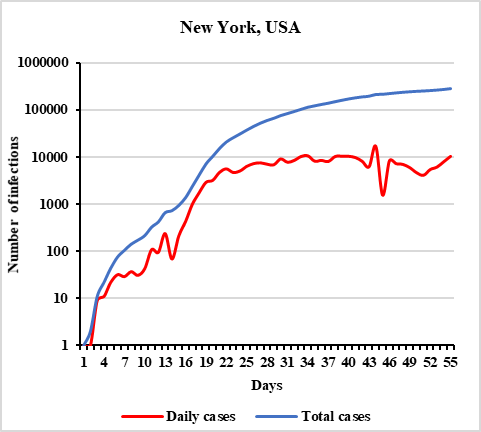 New York, USA
1000000
100000
10000
1000
100
10
1
Number of infections
1 4 7 10 13 16 19 22 25 28 31 34 37 40 43 46 49 52 55
Days
Daily cases Total cases